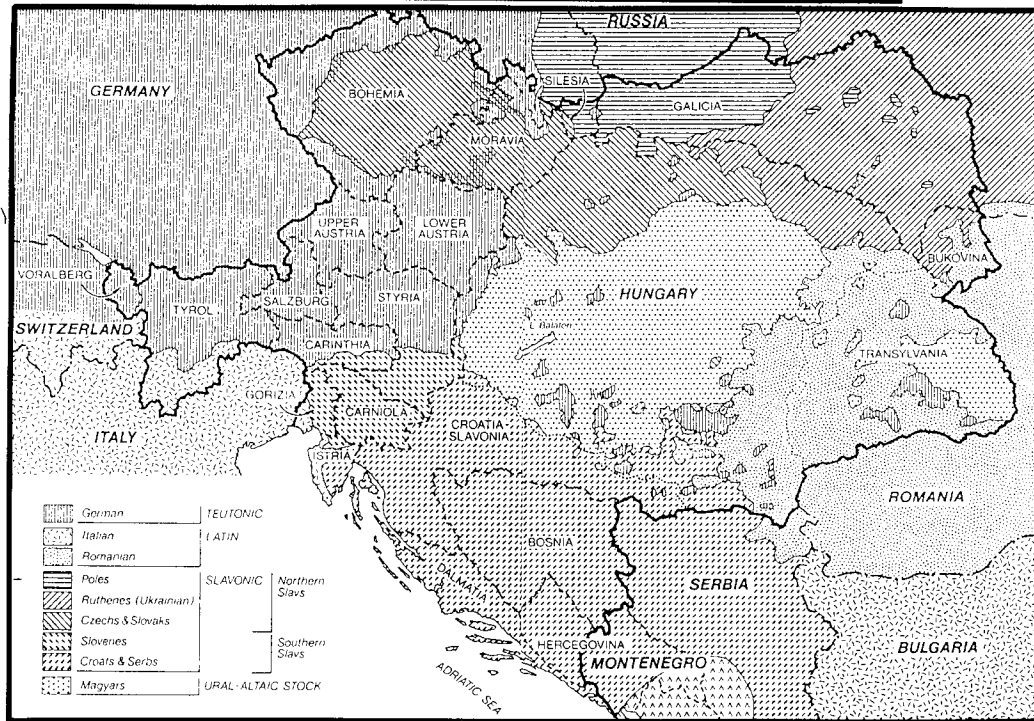 RUSSIA
GERMANY
BOHEMIA
SILESIA
GALICIA
MORAVIA
UPPER
AUSTRIA
LOWER
AUSTRIA
BUKOVINA
VORALBERG
TYROL
SALZBURG
STYRIA
HUNGARY
L. Balaton
SWITZERLAND
CARINTHIA
TRANSYLVANIA
GORIZIA
CARNIOLA
CROATIA
SLAVONIA
ITALY
ISTRIA
ROMANIA
BOSNIA
DALMATIA
SERBIA
HERCEGOVINA
MONTENEGRO
BULGARIA
ADRIATIC SEA
German TEUTONIC
Italian LATIN
Romanian
Poles SLAVONIC Northern
Slavs
Ruthenes (Ukrainian)
Czechs & Slovaks
Slovenes Southern
Slavs
Croats & Serbs
Magyars URAL-ALTAIC STOCK